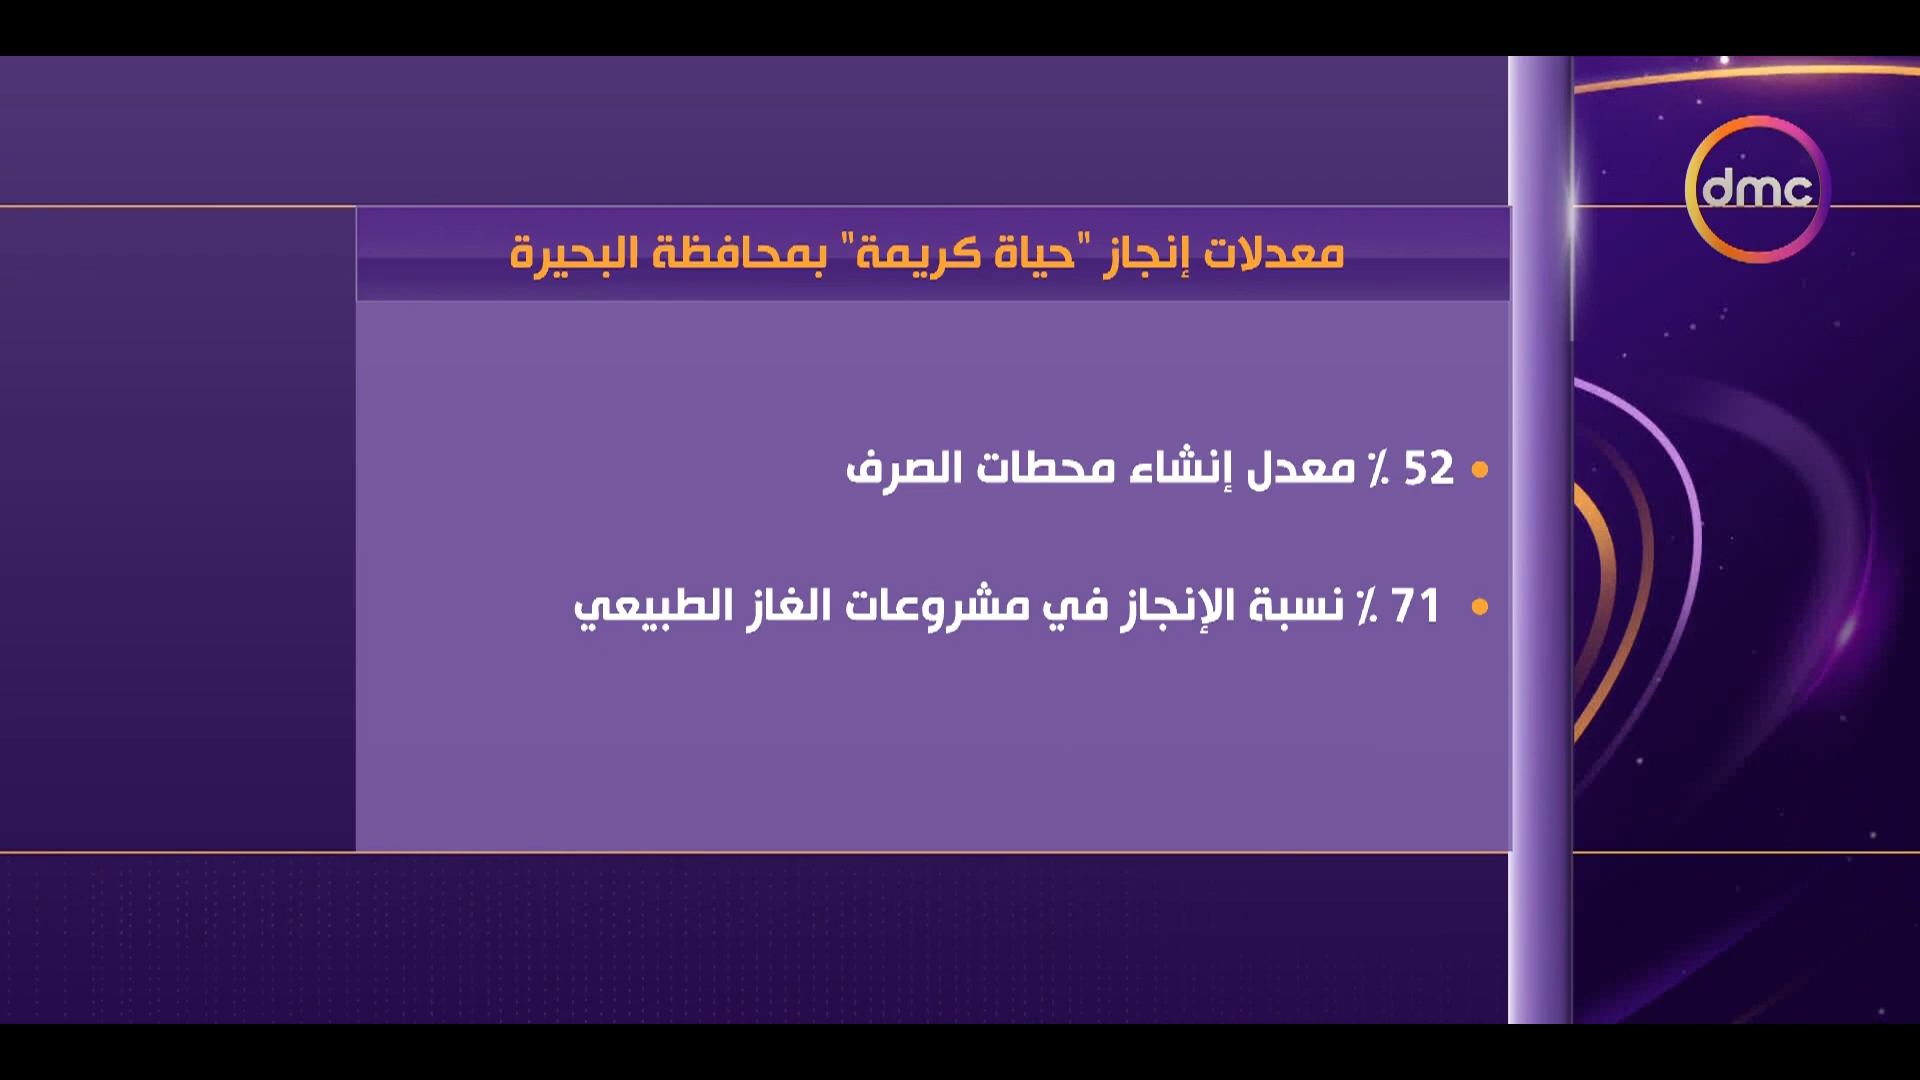 dmc
معدلات إنجاز "حياة كريمة" بمحافظة البحيرة
• 52 ٪ معدل إنشاء محطات الصرف
• 71 ٪ نسبة الإنجاز في مشروعات الغاز الطبيعي